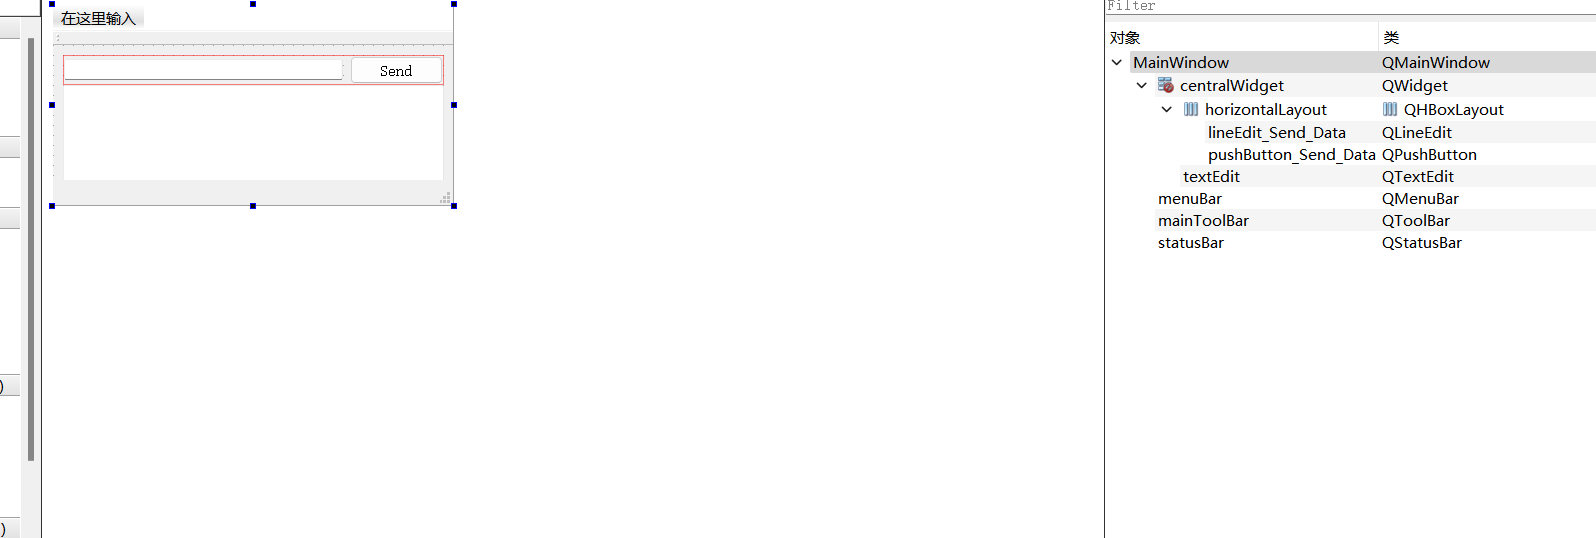 Filter
在这里输入
对象 类
MainWindow QMainWindow
centralWidget QWidget
horizontalLayout QHBoxLayout
lineEdit_Send_Data QLineEdit
pushButton_Send_Data QPushButton
textEdit QTextEdit
menuBar QMenuBar
mainToolBar QToolBar
statusBar QStatusBar
Send
)
)